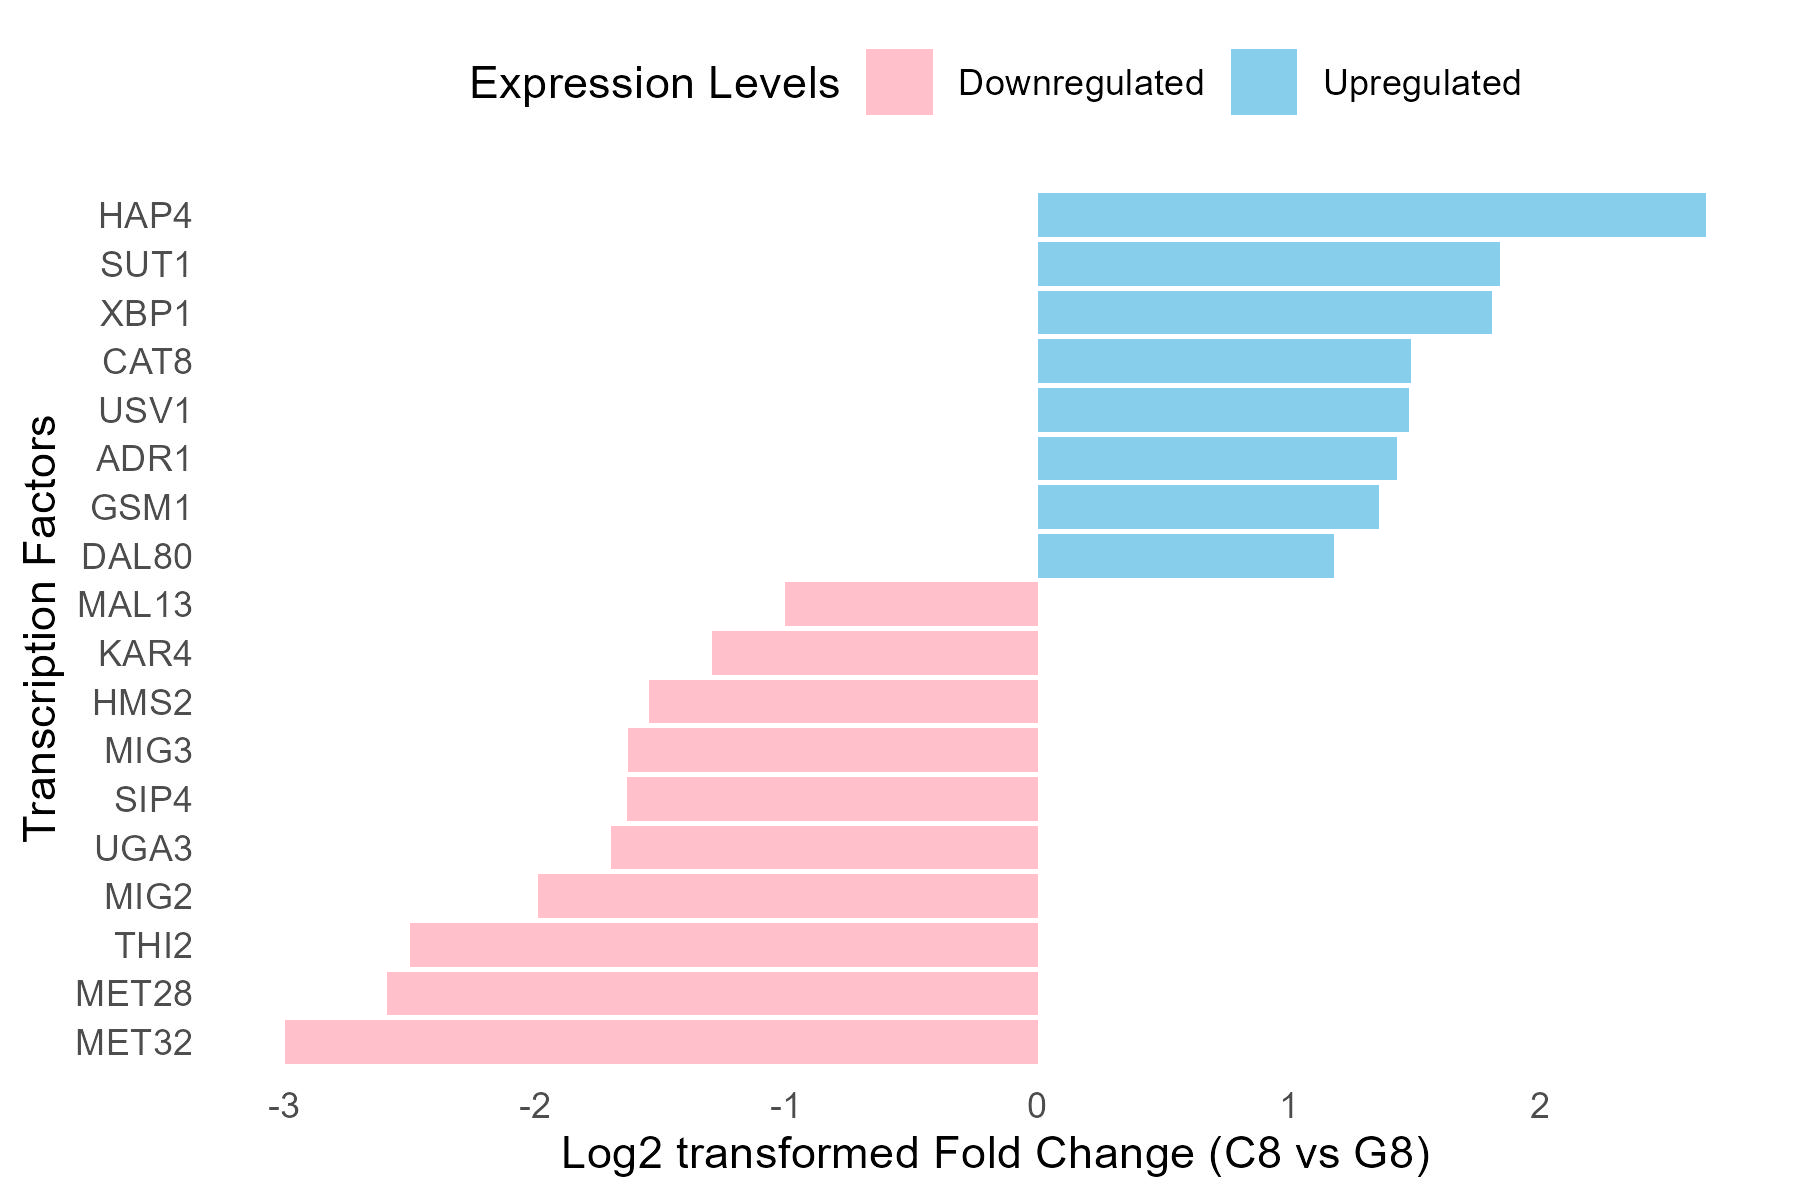 Expression Levels Downregulated Upregulated
Transcription Factors
HAP4
SUT1
XBP1
CAT8
USV1
ADR1
GSM1
DAL80
MAL13
KAR4
HMS2
MIG3
SIP4
UGA3
MIG2
THI2
MET28
MET32
-3 -2 -1 0 1 2
Log2 transformed Fold Change (C8 vs G8)